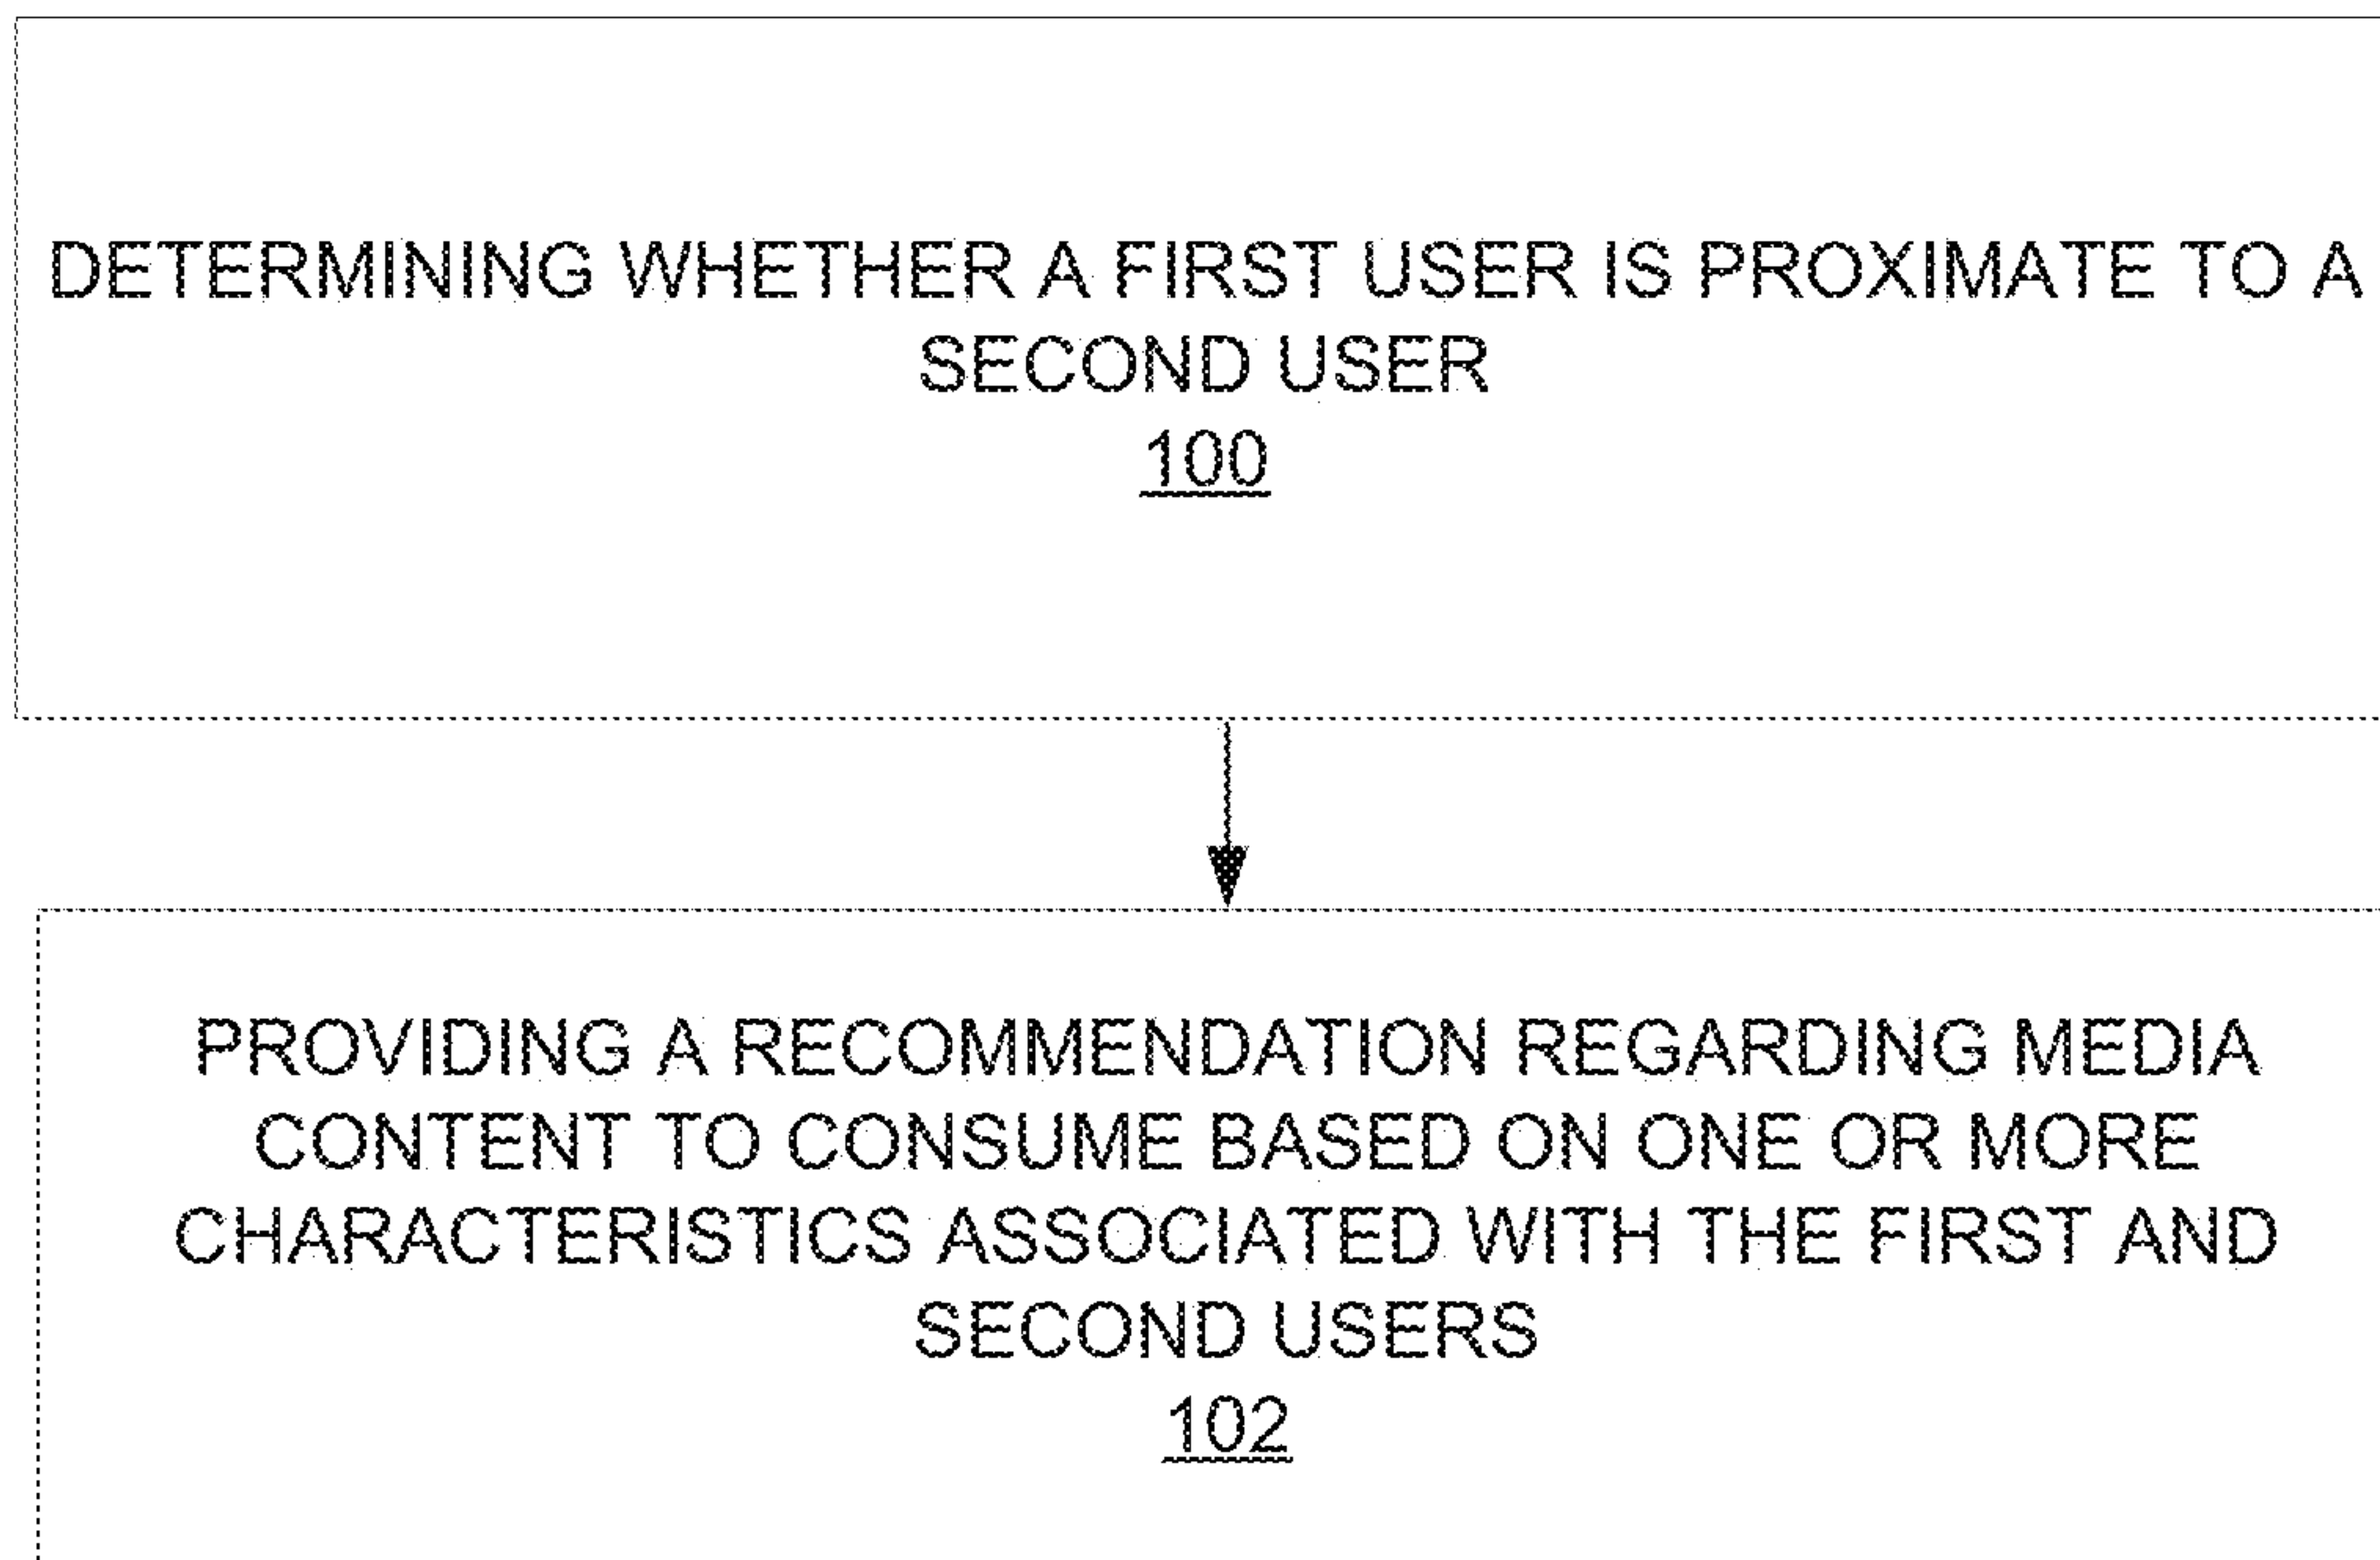 DETERMINING WHETHER A FIRST USER IS PROXIMATE TO A
SECOND USER
100
PROVIDING A RECOMMENDATION REGARDING MEDIA
CONTENT TO CONSUME BASED ON ONE OR MORE
CHARACTERISTICS ASSOCIATED WITH THE FIRST AND
SECOND USERS
102